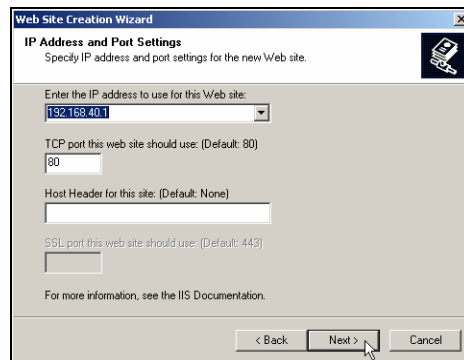 Web Site Creation Wizard
IP Address and Port Settings
Specify IP address and port settings for the new Web site.
Enter the IP address to use for this Web site:
192.168.40.1
TCP port this web site should use: (Default: 80)
80
Host Header for this site: (Default: None)
SSL port this web site should use: (Default: 443)
For more information, see the IIS Documentation.
< Back Next > Cancel